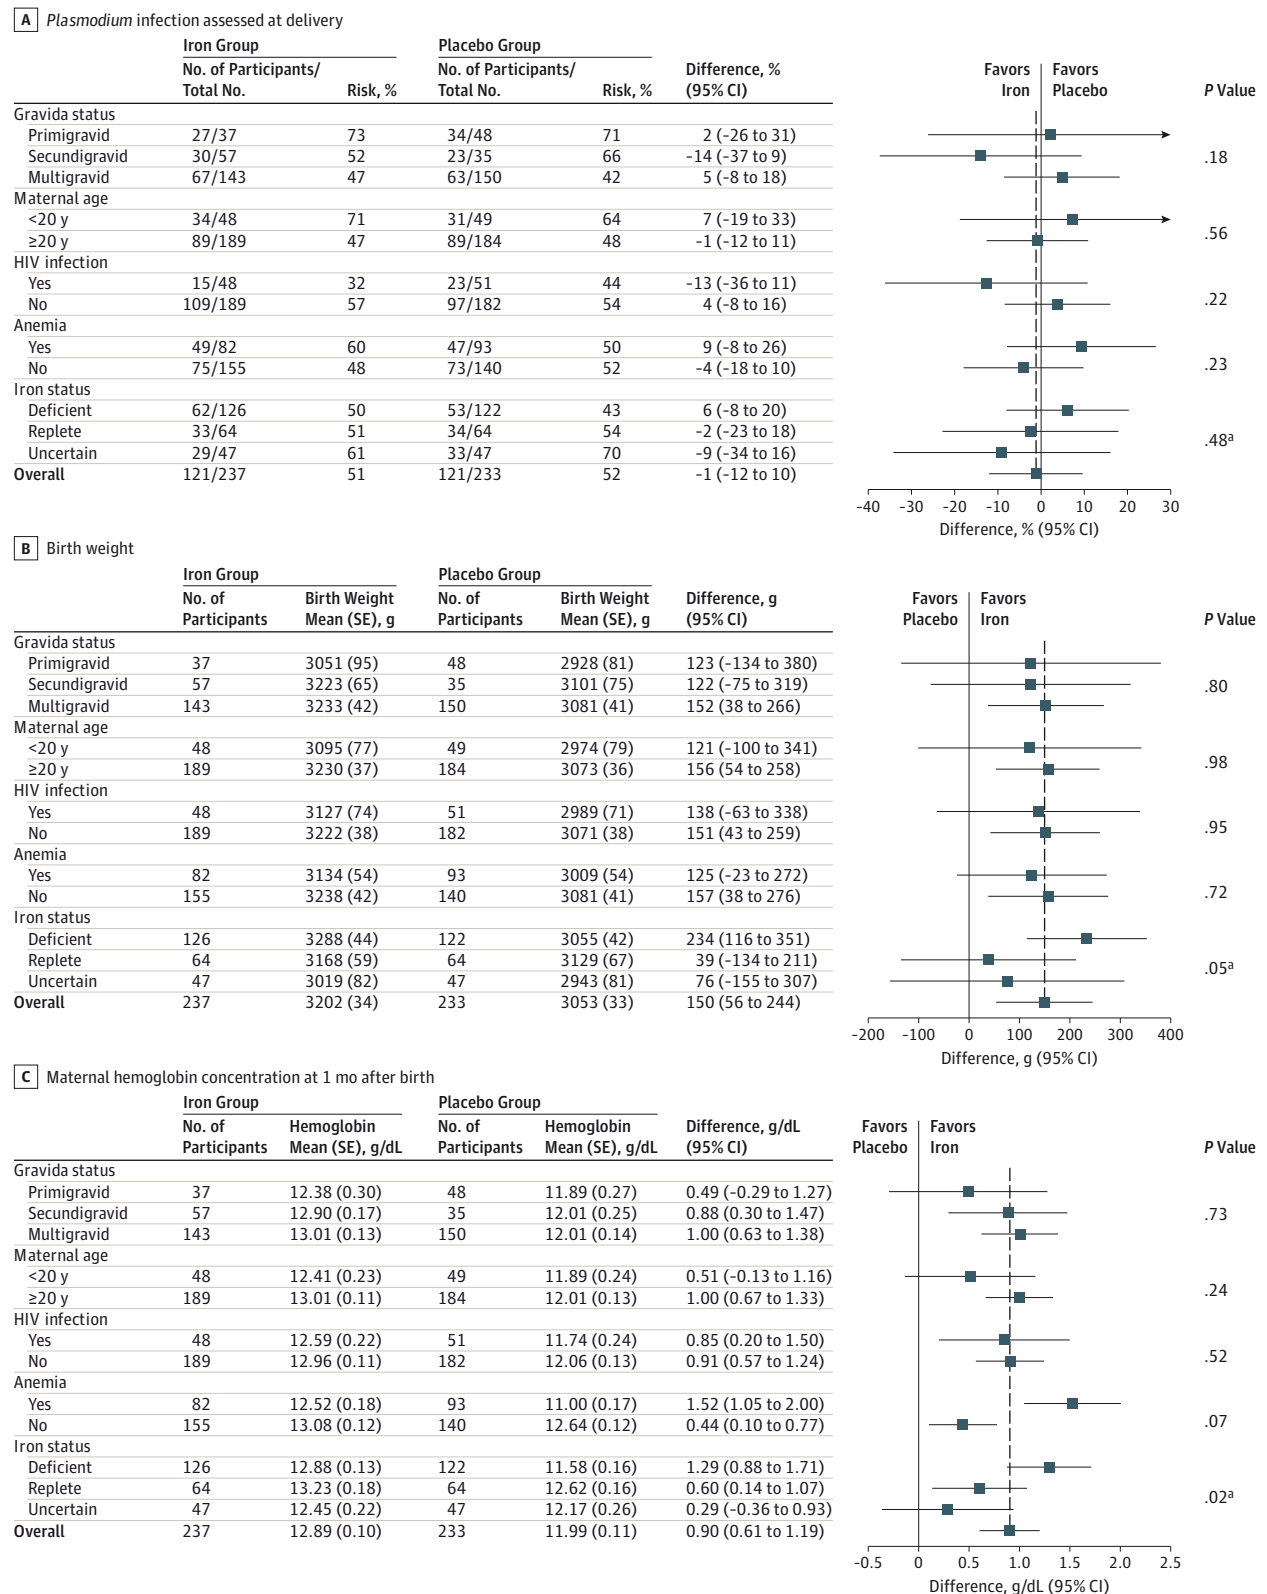 A Plasmodium infection assessed at delivery
Iron Group Placebo Group
No. of Participants/ No. of Participants/ Difference, % Favors Favors
Total No. Risk, % Total No. Risk, % (95% CI) Iron Placebo P Value
Gravida status
Primigravid 27/37 73 34/48 71 2 (-26 to 31)
Secundigravid 30/57 52 23/35 66 -14 (-37 to 9) .18
Multigravid 67/143 47 63/150 42 5 (-8 to 18)
Maternal age
<20 y 34/48 71 31/49 64 7 (-19 to 33)
.56
≥20 y 89/189 47 89/184 48 -1 (-12 to 11)
HIV infection
Yes 15/48 32 23/51 44 -13 (-36 to 11)
No 109/189 57 97/182 54 4 (-8 to 16) .22
Anemia
Yes 49/82 60 47/93 50 9 (-8 to 26)
No 75/155 48 73/140 52 -4 (-18 to 10) .23
Iron status
Deficient 62/126 50 53/122 43 6 (-8 to 20)
Replete 33/64 51 34/64 54 -2 (-23 to 18)
.48a
Uncertain 29/47 61 33/47 70 -9 (-34 to 16)
Overall 121/237 51 121/233 52 -1 (-12 to 10)
-40 -30 -20 -10 0 10 20 30
Difference, % (95% CI)
B Birth weight
Iron Group Placebo Group
No. of Birth Weight No. of Birth Weight Difference, g Favors Favors
Participants Mean (SE), g Participants Mean (SE), g (95% CI) Placebo Iron P Value
Gravida status
Primigravid 37 3051 (95) 48 2928 (81) 123 (-134 to 380)
Secundigravid 57 3223 (65) 35 3101 (75) 122 (-75 to 319) .80
Multigravid 143 3233 (42) 150 3081 (41) 152 (38 to 266)
Maternal age
<20 y 48 3095 (77) 49 2974 (79) 121 (-100 to 341)
.98
≥20 y 189 3230 (37) 184 3073 (36) 156 (54 to 258)
HIV infection
Yes 48 3127 (74) 51 2989 (71) 138 (-63 to 338)
No 189 3222 (38) 182 3071 (38) 151 (43 to 259) .95
Anemia
Yes 82 3134 (54) 93 3009 (54) 125 (-23 to 272)
No 155 3238 (42) 140 3081 (41) 157 (38 to 276) .72
Iron status
Deficient 126 3288 (44) 122 3055 (42) 234 (116 to 351)
Replete 64 3168 (59) 64 3129 (67) 39 (-134 to 211)
.05a
Uncertain 47 3019 (82) 47 2943 (81) 76 (-155 to 307)
Overall 237 3202 (34) 233 3053 (33) 150 (56 to 244)
-200 -100 0 100 200 300 400
Difference, g (95% CI)
C Maternal hemoglobin concentration at 1 mo after birth
Iron Group Placebo Group
No. of Hemoglobin No. of Hemoglobin Difference, g/dL Favors Favors
Participants Mean (SE), g/dL Participants Mean (SE), g/dL (95% CI) Placebo Iron P Value
Gravida status
Primigravid 37 12.38 (0.30) 48 11.89 (0.27) 0.49 (-0.29 to 1.27)
Secundigravid 57 12.90 (0.17) 35 12.01 (0.25) 0.88 (0.30 to 1.47) .73
Multigravid 143 13.01 (0.13) 150 12.01 (0.14) 1.00 (0.63 to 1.38)
Maternal age
<20 y 48 12.41 (0.23) 49 11.89 (0.24) 0.51 (-0.13 to 1.16)
.24
≥20 y 189 13.01 (0.11) 184 12.01 (0.13) 1.00 (0.67 to 1.33)
HIV infection
Yes 48 12.59 (0.22) 51 11.74 (0.24) 0.85 (0.20 to 1.50)
No 189 12.96 (0.11) 182 12.06 (0.13) 0.91 (0.57 to 1.24) .52
Anemia
Yes 82 12.52 (0.18) 93 11.00 (0.17) 1.52 (1.05 to 2.00)
No 155 13.08 (0.12) 140 12.64 (0.12) 0.44 (0.10 to 0.77) .07
Iron status
Deficient 126 12.88 (0.13) 122 11.58 (0.16) 1.29 (0.88 to 1.71)
Replete 64 13.23 (0.18) 64 12.62 (0.16) 0.60 (0.14 to 1.07)
.02a
Uncertain 47 12.45 (0.22) 47 12.17 (0.26) 0.29 (-0.36 to 0.93)
Overall 237 12.89 (0.10) 233 11.99 (0.11) 0.90 (0.61 to 1.19)
-0.5 0 0.5 1.0 1.5 2.0 2.5
Difference, g/dL (95% CI)